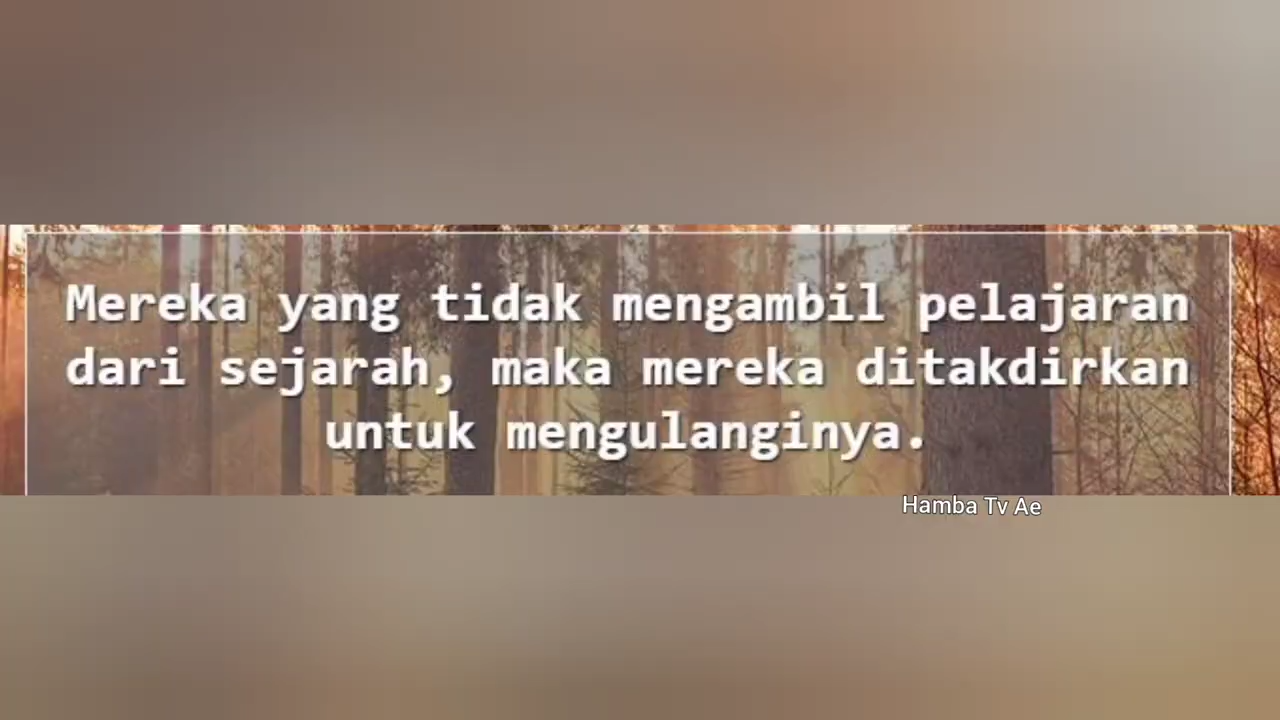 Mereka yang tidak mengambil pelajaran
dari sejarah, maka mereka ditakdirkan
untuk mengulanginya.
Hamba Tv Ae